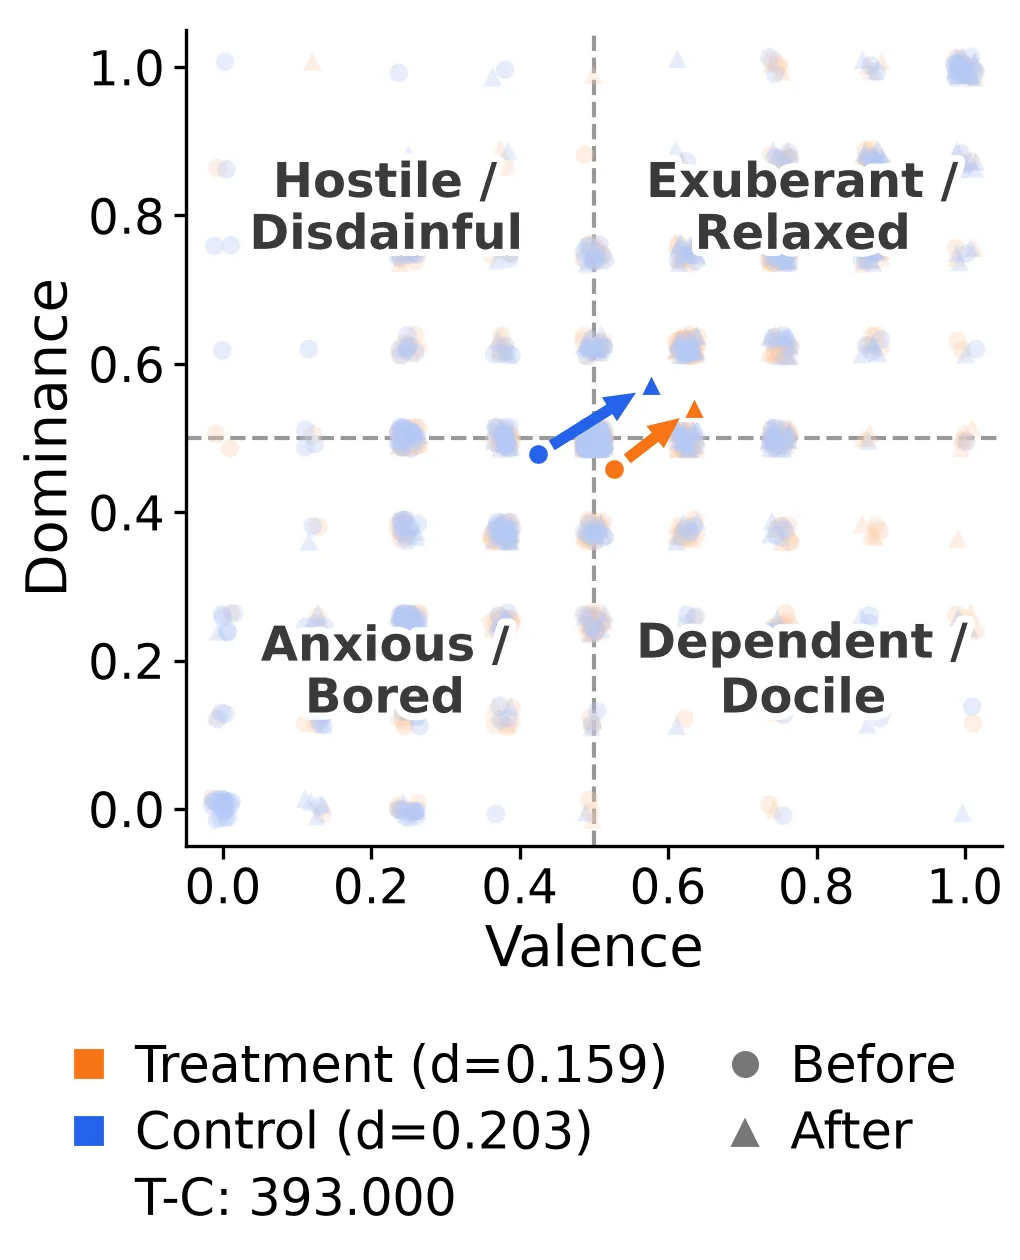 1.0
0.8
0.6
0.4
0.2
0.0
Dominance
Hostile /
Disdainful
Exuberant /
Relaxed
Anxious /
Bored
Dependent /
Docile
0.0 0.2 0.4 0.6 0.8 1.0
Valence
Treatment (d=0.159)
Control (d=0.203)
T-C: 393.000
Before
After